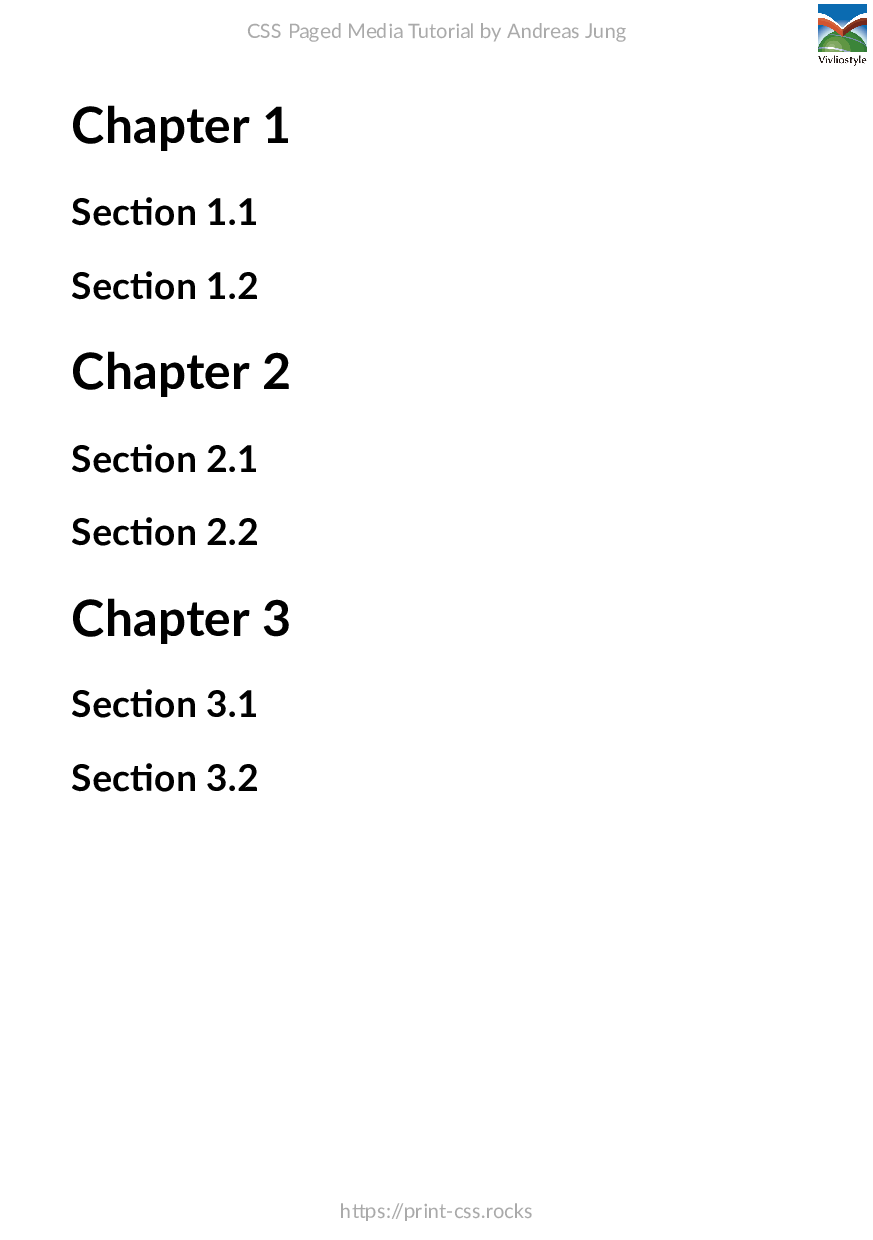 CSS Paged Media Tutorial by Andreas Jung
Vivliostyle
Chapter 1
Section 1.1
Section 1.2
Chapter 2
Section 2.1
Section 2.2
Chapter 3
Section 3.1
Section 3.2
https://print-css.rocks